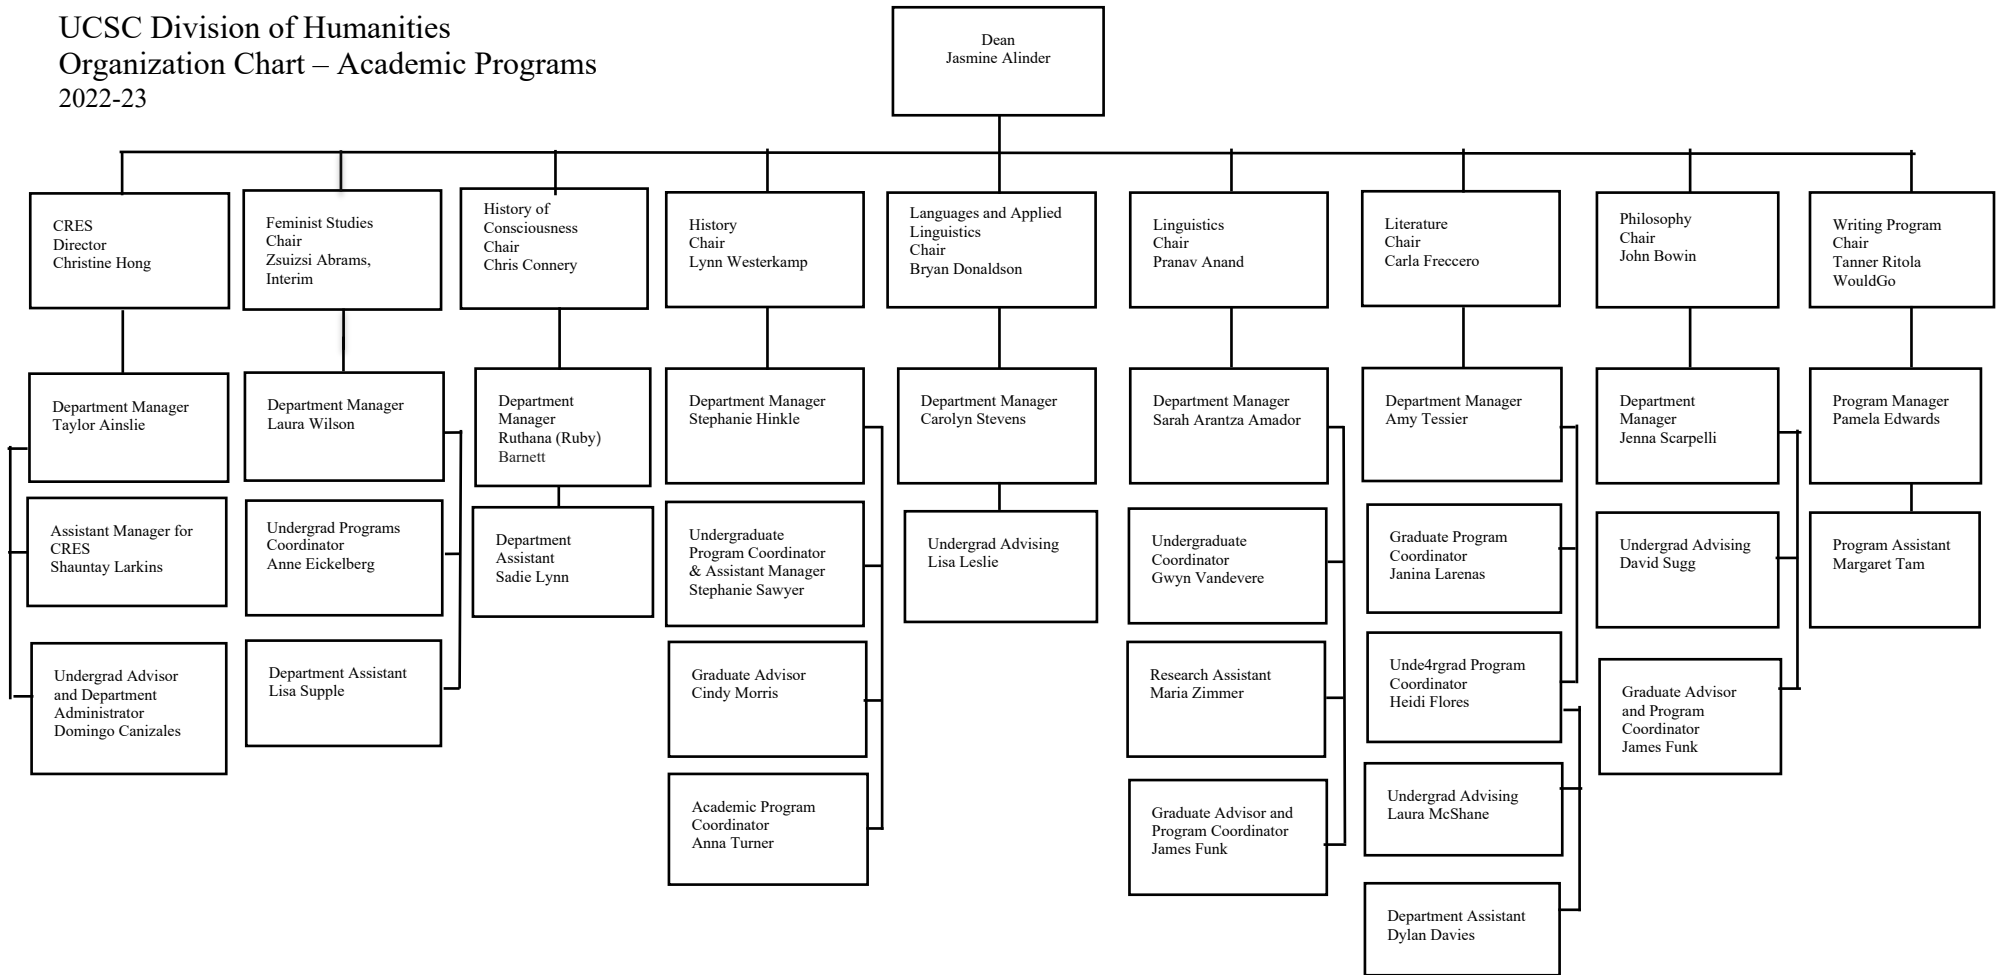 UCSC Division of Humanities
Organization Chart – Academic Programs
2022-23
Dean
Jasmine Alinder
CRES
Director
Christine Hong
Feminist Studies
Chair
Zsuizsi Abrams,
Interim
History of
Consciousness
Chair
Chris Connery
History
Chair
Lynn Westerkamp
Languages and Applied
Linguistics
Chair
Bryan Donaldson
Linguistics
Chair
Pranav Anand
Literature
Chair
Carla Freccero
Philosophy
Chair
John Bowin
Writing Program
Chair
Tanner Ritola
WouldGo
Department Manager
Taylor Ainslie
Department Manager
Laura Wilson
Department
Manager
Ruthana (Ruby)
Barnett
Department Manager
Stephanie Hinkle
Department Manager
Carolyn Stevens
Department Manager
Sarah Arantza Amador
Department Manager
Amy Tessier
Department
Manager
Jenna Scarpelli
Program Manager
Pamela Edwards
Assistant Manager for
CRES
Shauntay Larkins
Undergrad Programs
Coordinator
Anne Eickelberg
Department
Assistant
Sadie Lynn
Undergraduate
Program Coordinator
& Assistant Manager
Stephanie Sawyer
Undergrad Advising
Lisa Leslie
Undergraduate
Coordinator
Gwyn Vandevere
Graduate Program
Coordinator
Janina Larenas
Undergrad Advising
David Sugg
Program Assistant
Margaret Tam
Undergrad Advisor
and Department
Administrator
Domingo Canizales
Department Assistant
Lisa Supple
Graduate Advisor
Cindy Morris
Research Assistant
Maria Zimmer
Unde4rgrad Program
Coordinator
Heidi Flores
Graduate Advisor
and Program
Coordinator
James Funk
Academic Program
Coordinator
Anna Turner
Graduate Advisor and
Program Coordinator
James Funk
Undergrad Advising
Laura McShane
Department Assistant
Dylan Davies